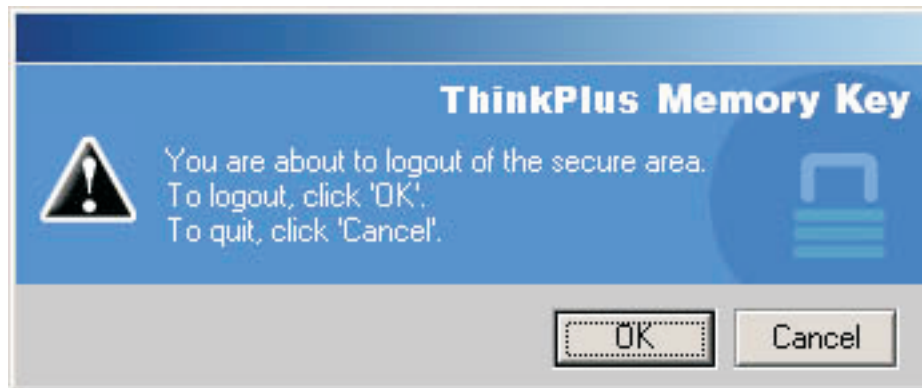 ThinkPlus Memory Key
You are about to logout of the secure area.
To logout, click 'OK'.
To quit, click 'Cancel'.
OK
Cancel